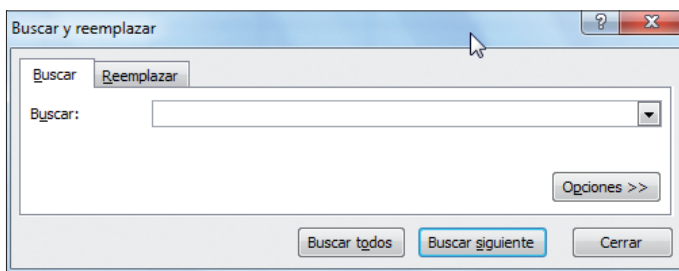 Buscar y reemplazar
Buscar Reemplazar
Buscar:
Opciones >>
Buscar todos Buscar siguiente Cerrar